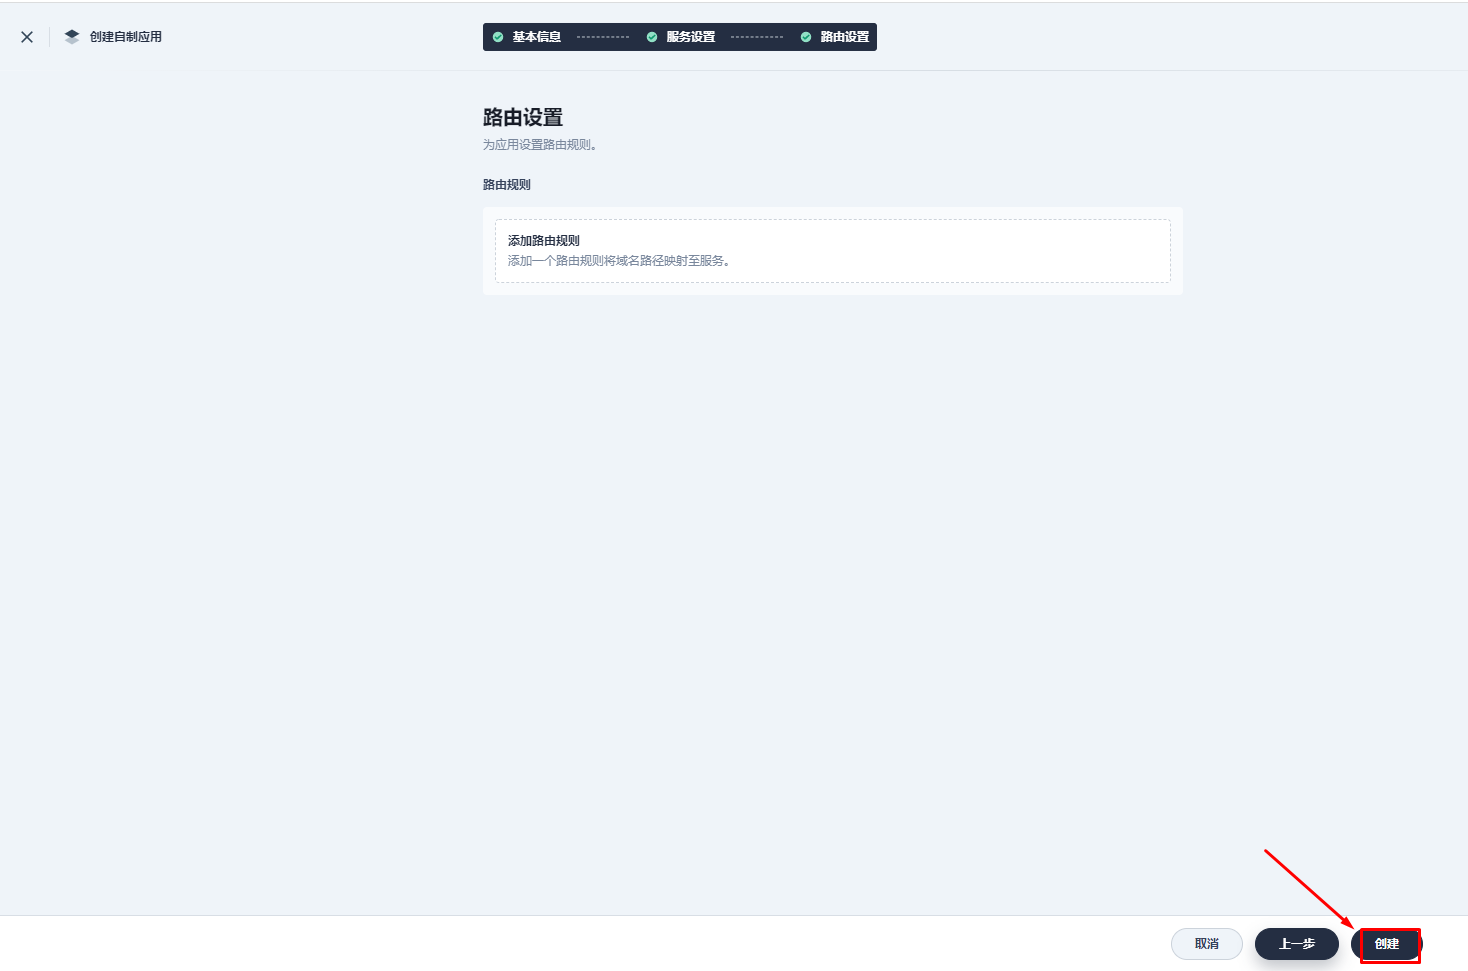 创建自制应用
基本信息
服务设置
路由设置
路由设置
为应用设置路由规则。
路由规则
添加路由规则
添加一个路由规则将域名路径映射至服务。
取消
上一步
创建